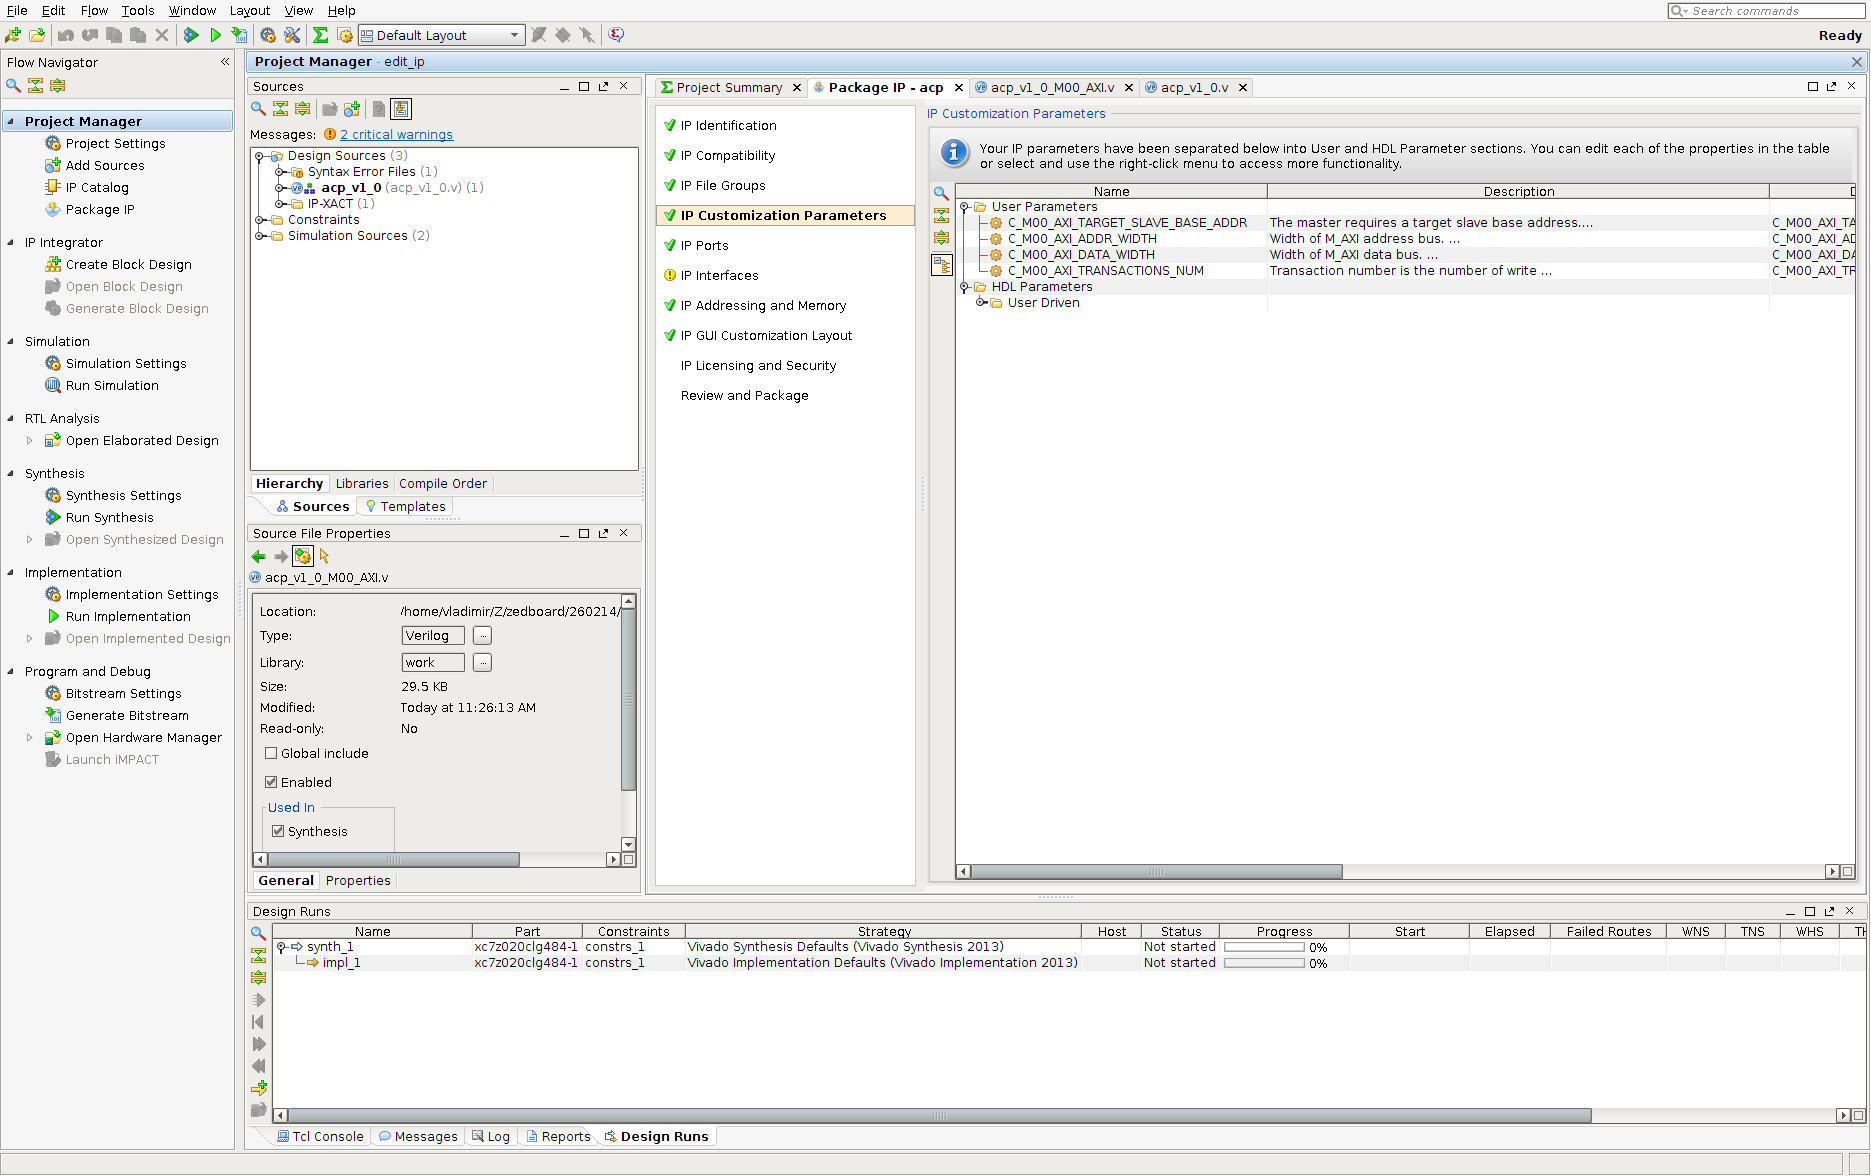 File Edit Flow Tools Window Layout View Help
Search commands
Default Layout
Ready
Flow Navigator
Project Manager
Project Settings
Add Sources
IP Catalog
Package IP
IP Integrator
Create Block Design
Open Block Design
Generate Block Design
Simulation
Simulation Settings
Run Simulation
RTL Analysis
Open Elaborated Design
Synthesis
Synthesis Settings
Run Synthesis
Open Synthesized Design
Implementation
Implementation Settings
Run Implementation
Open Implemented Design
Program and Debug
Bitstream Settings
Generate Bitstream
Open Hardware Manager
Launch iMPACT
Project Manager - edit_ip
Sources
Messages: 2 critical warnings
Design Sources (3)
Syntax Error Files (1)
acp_v1_0 (acp_v1_0.v) (1)
IP-XACT (1)
Constraints
Simulation Sources (2)
Hierarchy Libraries Compile Order
Sources Templates
Source File Properties
acp_v1_0_M00_AXI.v
Location: /home/vladimir/Z/zedboard/260214/
Type: Verilog
Library: work
Size: 29.5 KB
Modified: Today at 11:26:13 AM
Read-only: No
Global include
Enabled
Used In
Synthesis
General Properties
Project Summary Package IP - acp acp_v1_0_M00_AXI.v acp_v1_0.v
IP Identification
IP Compatibility
IP File Groups
IP Customization Parameters
IP Ports
IP Interfaces
IP Addressing and Memory
IP GUI Customization Layout
IP Licensing and Security
Review and Package
IP Customization Parameters
Your IP parameters have been separated below into User and HDL Parameter sections. You can edit each of the properties in the table
or select and use the right-click menu to access more functionality.
Name Description D
User Parameters
C_M00_AXI_TARGET_SLAVE_BASE_ADDR The master requires a target slave base address.... C_M00_AXI_TA
C_M00_AXI_ADDR_WIDTH Width of M_AXI address bus. ... C_M00_AXI_AD
C_M00_AXI_DATA_WIDTH Width of M_AXI data bus. ... C_M00_AXI_DA
C_M00_AXI_TRANSACTIONS_NUM Transaction number is the number of write ... C_M00_AXI_TR
HDL Parameters
User Driven
Design Runs
Name Part Constraints Strategy Host Status Progress Start Elapsed Failed Routes WNS TNS WHS TH
synth_1 xc7z020clg484-1 constrs_1 Vivado Synthesis Defaults (Vivado Synthesis 2013) Not started 0%
impl_1 xc7z020clg484-1 constrs_1 Vivado Implementation Defaults (Vivado Implementation 2013) Not started 0%
Tcl Console Messages Log Reports Design Runs